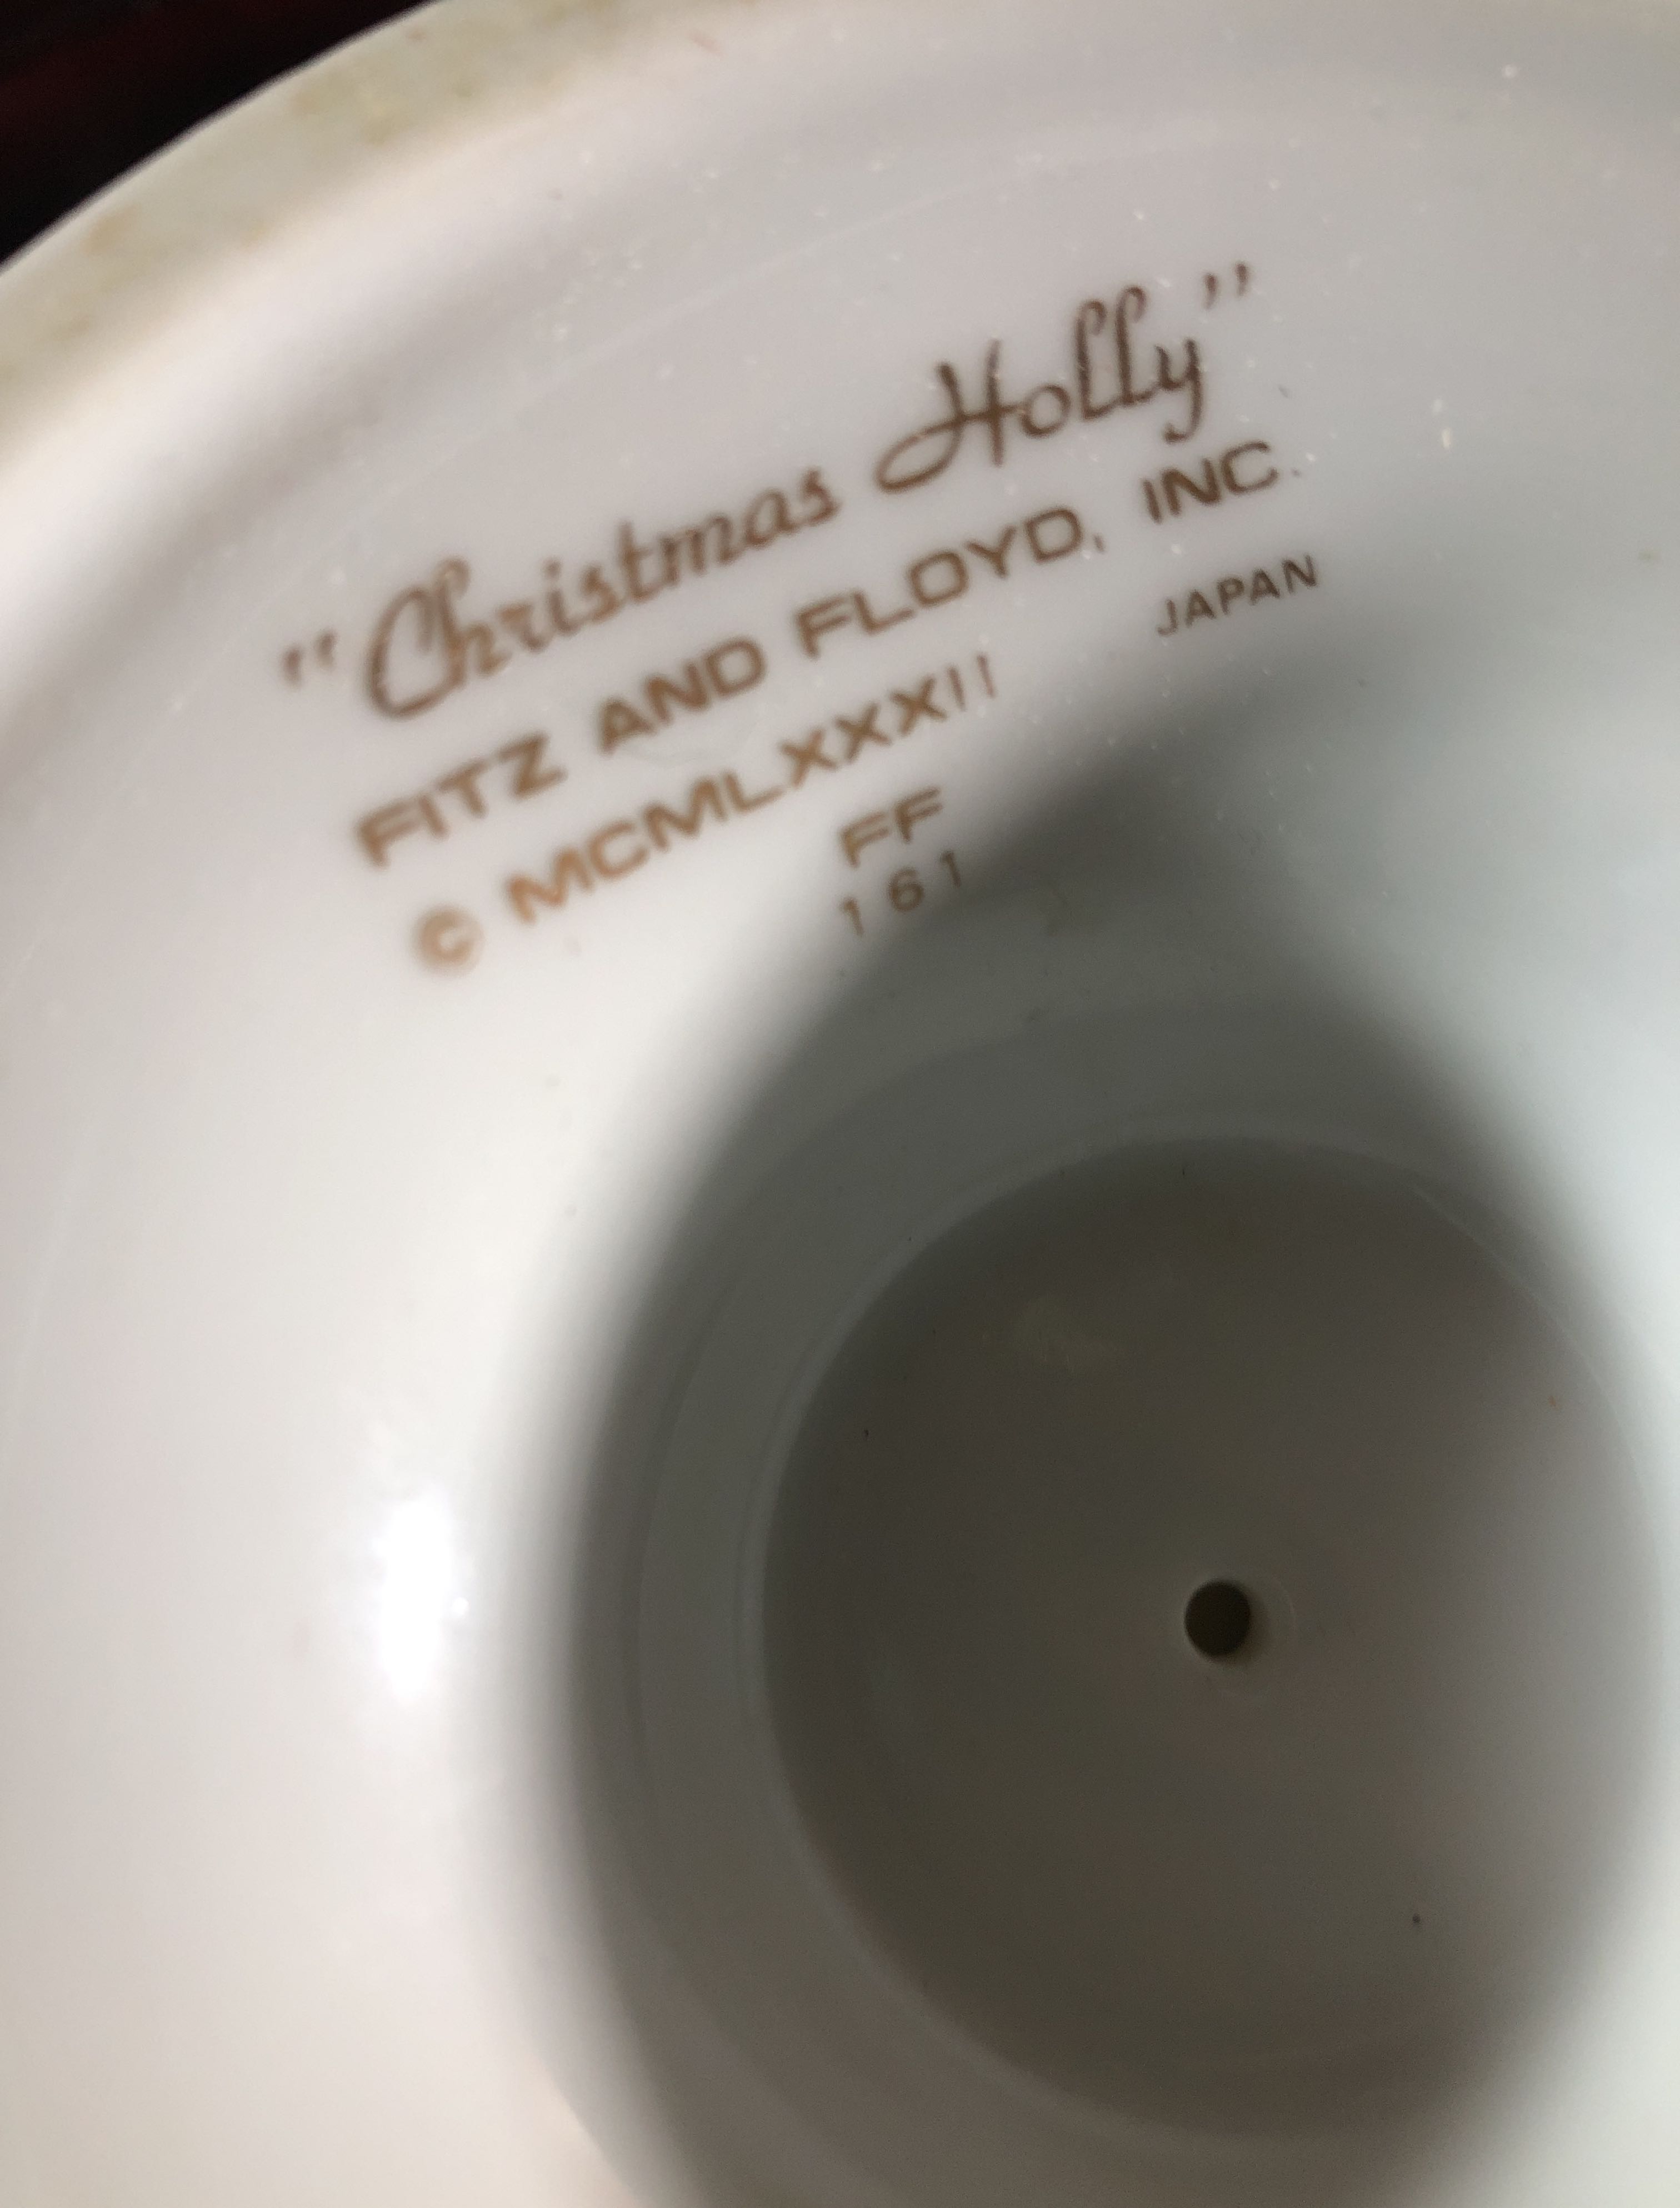 "Christmas Holly"
FITZ AND FLOYD, INC.
© MCMLXXXII
JAPAN
FF
161